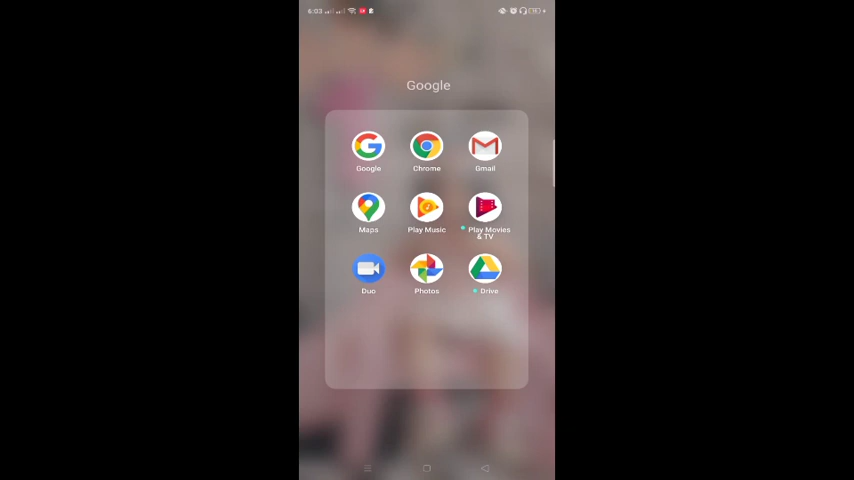 6:03
Google
Google Chrome Gmail
Maps Play Music Play Movies
& TV
Duo Photos Drive